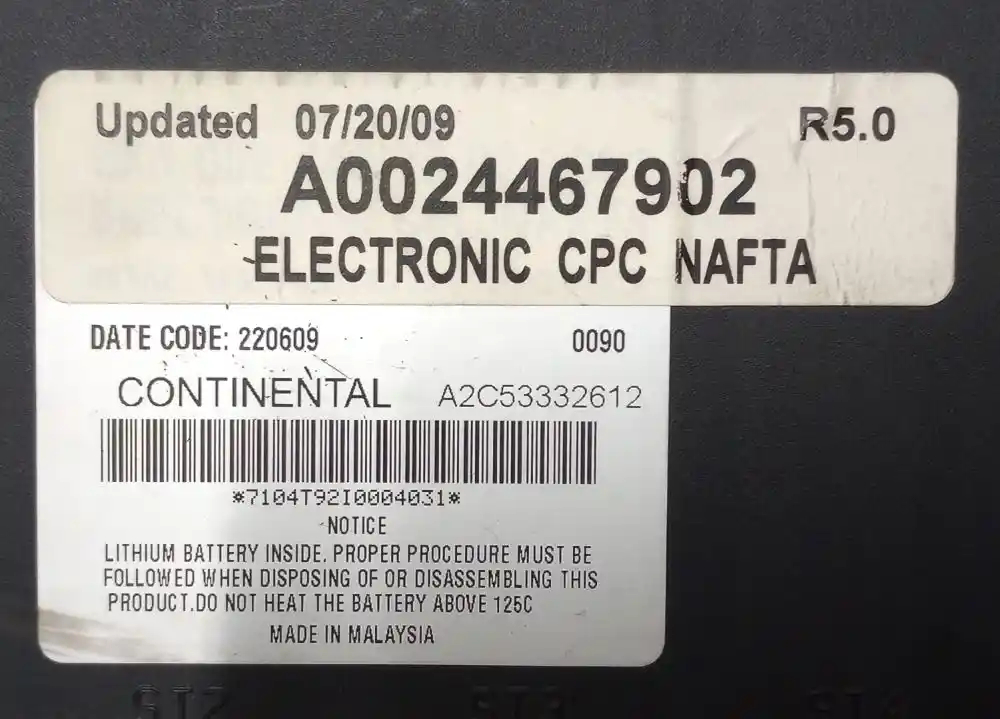 Updated 07/20/09 R5.0
A0024467902
ELECTRONIC CPC NAFTA
DATE CODE: 220609 0090
CONTINENTAL A2C53332612
*7104T92I0004031*
NOTICE
LITHIUM BATTERY INSIDE. PROPER PROCEDURE MUST BE
FOLLOWED WHEN DISPOSING OF OR DISASSEMBLING THIS
PRODUCT.DO NOT HEAT THE BATTERY ABOVE 125C
MADE IN MALAYSIA